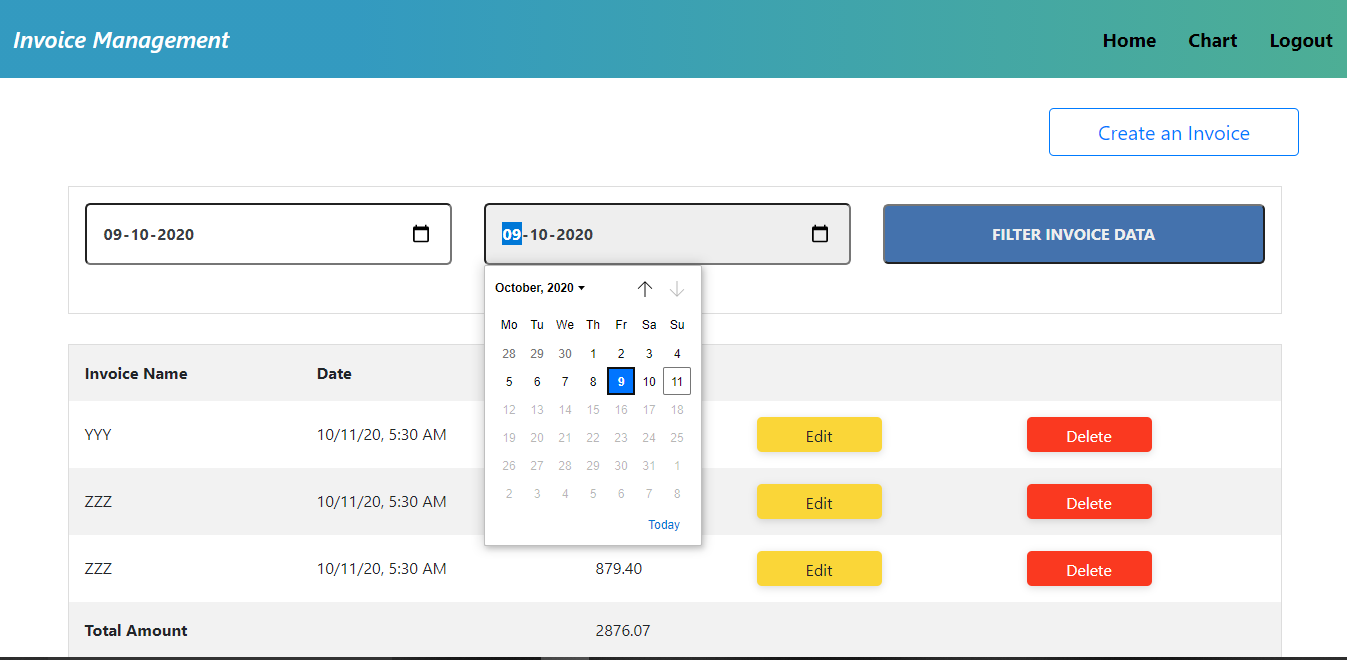 Invoice Management Home Chart Logout
Create an Invoice
09-10-2020 09-10-2020 FILTER INVOICE DATA
October, 2020
Mo Tu We Th Fr Sa Su
28 29 30 1 2 3 4
5 6 7 8 9 10 11
12 13 14 15 16 17 18
19 20 21 22 23 24 25
26 27 28 29 30 31 1
2 3 4 5 6 7 8
Today
Invoice Name Date
YYY 10/11/20, 5:30 AM Edit Delete
ZZZ 10/11/20, 5:30 AM Edit Delete
ZZZ 10/11/20, 5:30 AM 879.40 Edit Delete
Total Amount 2876.07